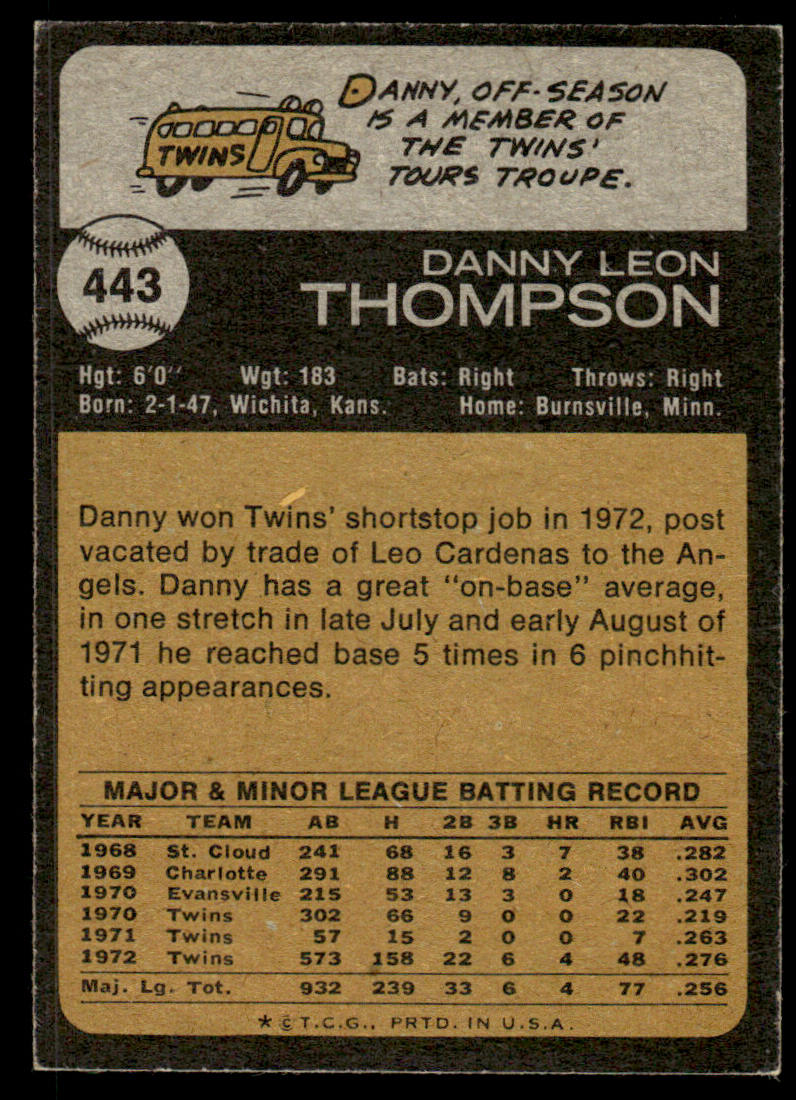 DANNY, OFF-SEASON
IS A MEMBER OF
THE TWINS'
TOURS TROUPE.
TWINS
443
DANNY LEON
THOMPSON
Hgt: 6'0" Wgt: 183 Bats: Right Throws: Right
Born: 2-1-47, Wichita, Kans. Home: Burnsville, Minn.
Danny won Twins' shortstop job in 1972, post
vacated by trade of Leo Cardenas to the An-
gels. Danny has a great "on-base" average,
in one stretch in late July and early August of
1971 he reached base 5 times in 6 pinchhit-
ting appearances.
MAJOR & MINOR LEAGUE BATTING RECORD
YEAR TEAM AB H 2B 3B HR RBI AVG
1968 St. Cloud 241 68 16 3 7 38 .282
1969 Charlotte 291 88 12 8 2 40 .302
1970 Evansville 215 53 13 3 0 18 .247
1970 Twins 302 66 9 0 0 22 .219
1971 Twins 57 15 2 0 0 7 .263
1972 Twins 573 158 22 6 4 48 .276
Maj. Lg. Tot. 932 239 33 6 4 77 .256
* © T.C.G., PRTD. IN U.S.A.